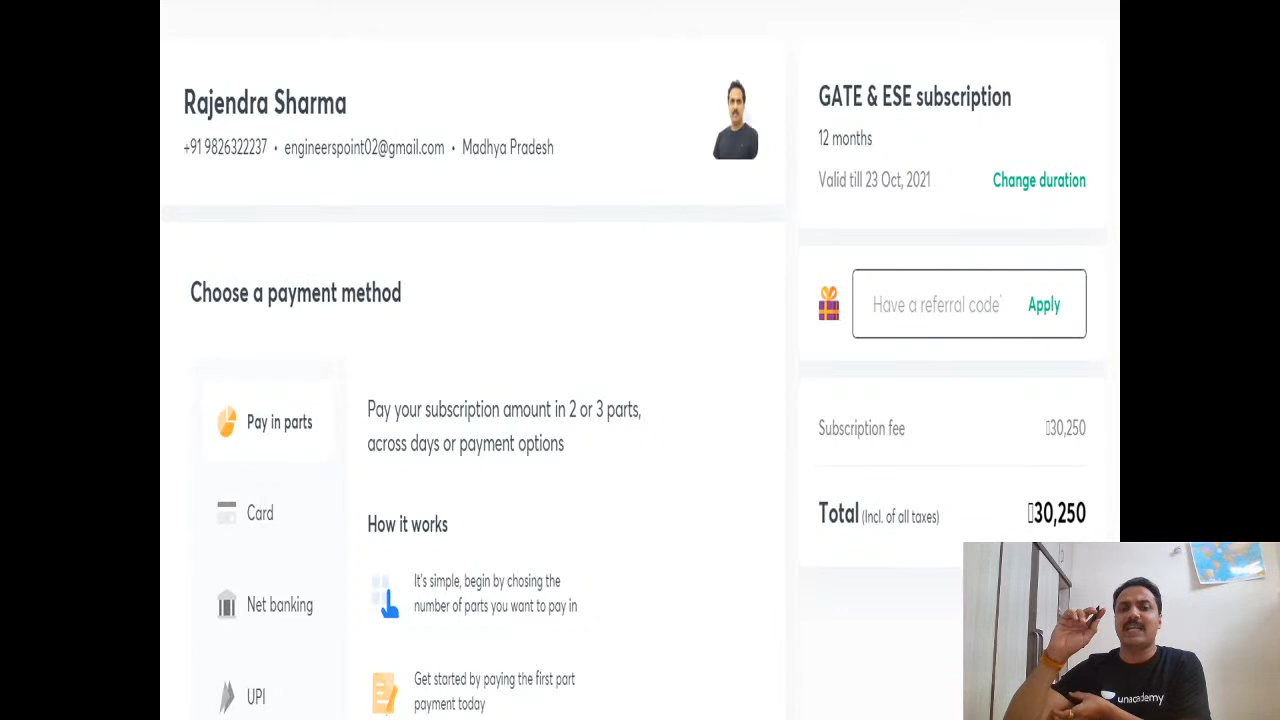 Rajendra Sharma
+91 9826322237 • engineerspoint02@gmail.com • Madhya Pradesh
Choose a payment method
Pay in parts
Card
Net banking
UPI
Pay your subscription amount in 2 or 3 parts,
across days or payment options
How it works
It's simple, begin by chosing the
number of parts you want to pay in
Get started by paying the first part
payment today
GATE & ESE subscription
12 months
Valid till 23 Oct, 2021
Change duration
Have a referral code
Apply
Subscription fee
30,250
Total (Incl. of all taxes)
30,250
unacademy